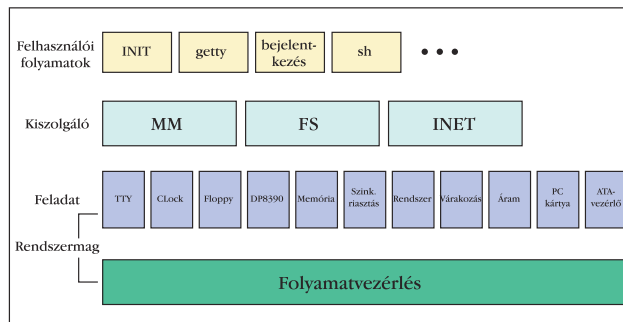 Felhasználói
folyamatok
INIT
getty
bejelent-
kezés
sh
• • •
Kiszolgáló
MM
FS
INET
Feladat
TTY
CLock
Floppy
DP8390
Memória
Szink.
riasztás
Rendszer
Várakozás
Áram
PC
kártya
ATA-
vezérlő
Rendszermag
Folyamatvezérlés